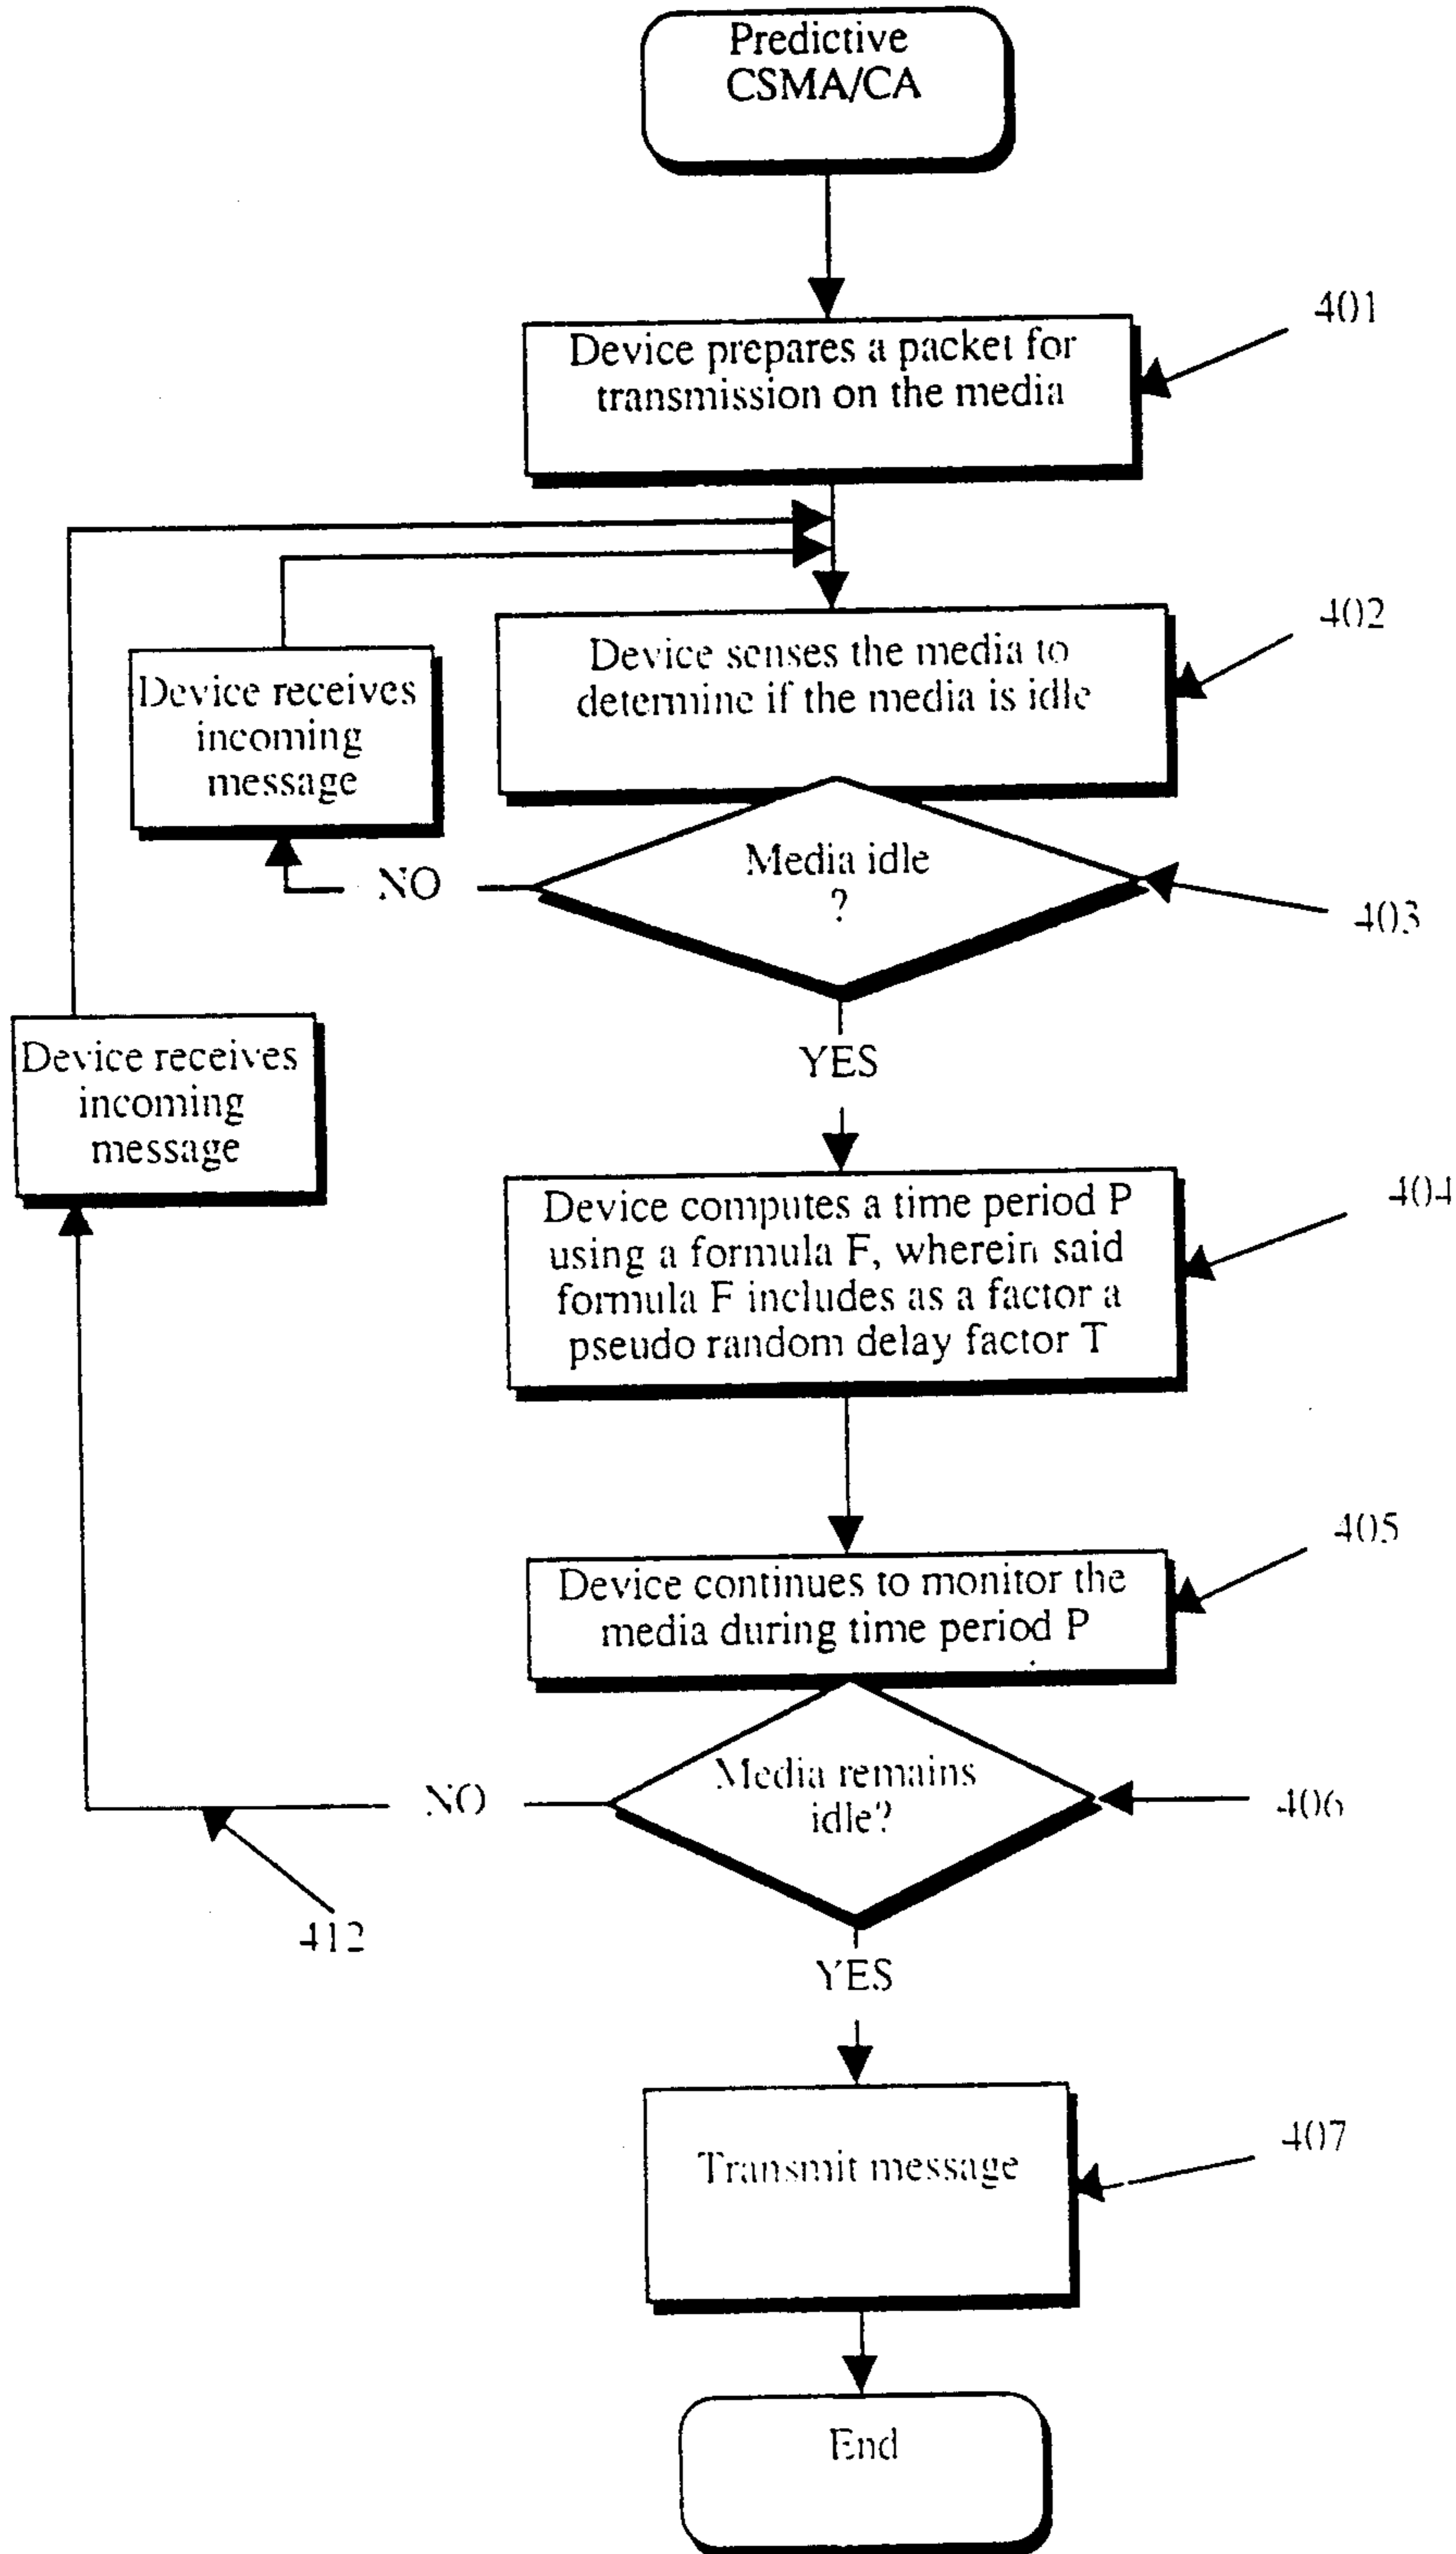 Predictive
CSMA/CA
401
Device prepares a packet for
transmission on the media
402
Device senses the media to
determine if the media is idle
Device receives
incoming
message
Media idle
?
NO
403
YES
Device receives
incoming
message
404
Device computes a time period P
using a formula F, wherein said
formula F includes as a factor a
pseudo random delay factor T
405
Device continues to monitor the
media during time period P
Media remains
idle?
NO
406
412
YES
407
Transmit message
End